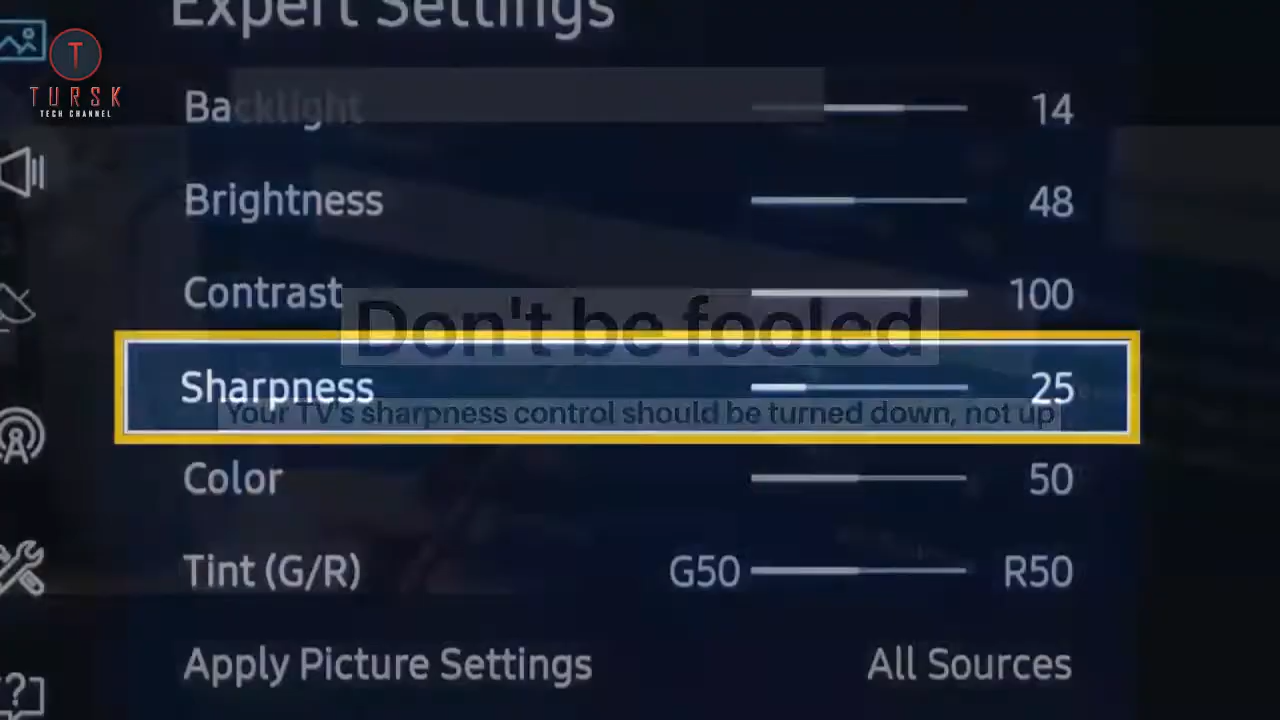 Expert Settings
T
TURSK
TECH CHANNEL
Backlight 14
Brightness 48
Contrast 100
Don't be fooled
Sharpness 25
Your TV's sharpness control should be turned down, not up
Color 50
Tint (G/R) G50 R50
Apply Picture Settings All Sources
?